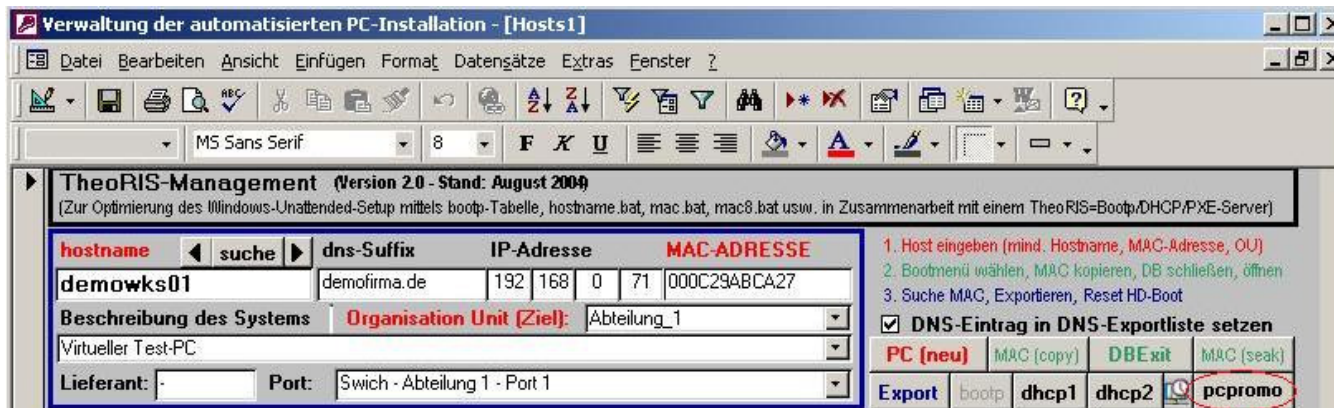 Verwaltung der automatisierten PC-Installation - [Hosts1]
Datei Bearbeiten Ansicht Einfügen Format Datensätze Extras Fenster ?
MS Sans Serif 8 F K U
TheoRIS-Management (Version 2.0 - Stand: August 2004)
(Zur Optimierung des Windows-Unattended-Setup mittels bootp-Tabelle, hostname.bat, mac.bat, mac8.bat usw. in Zusammenarbeit mit einem TheoRIS=Bootp/DHCP/PXE-Server)
hostname suche dns-Suffix IP-Adresse MAC-ADRESSE
demowks01 demofirma.de 192 168 0 71 000C29ABCA27
Beschreibung des Systems Organisation Unit (Ziel): Abteilung_1
Virtueller Test-PC
Lieferant: - Port: Swich - Abteilung 1 - Port 1
1. Host eingeben (mind. Hostname, MAC-Adresse, OU)
2. Bootmenü wählen, MAC kopieren, DB schließen, öffnen
3. Suche MAC, Exportieren, Reset HD-Boot
DNS-Eintrag in DNS-Exportliste setzen
PC (neu) MAC (copy) DBExit MAC (seak)
Export bootp dhcp1 dhcp2 pcpromo